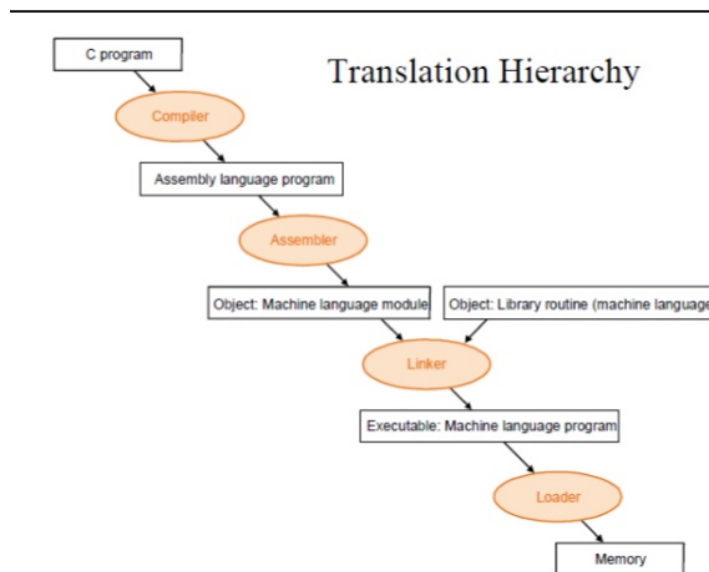 C program
Translation Hierarchy
Compiler
Assembly language program
Assembler
Object: Machine language module
Object: Library routine (machine language
Linker
Executable: Machine language program
Loader
Memory